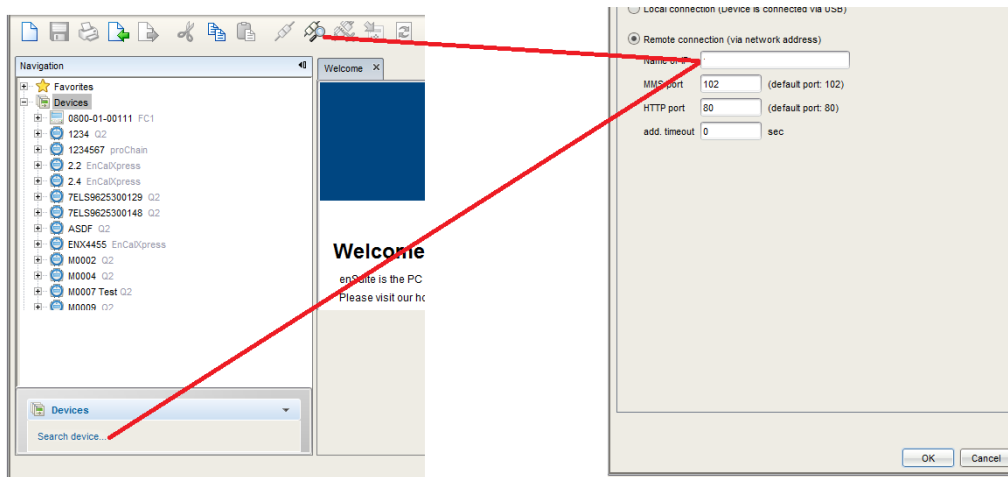 Navigation
Welcome
Favorites
Devices
0800-01-00111 FC1
1234 Q2
1234567 proChain
2.2 EnCalXpress
2.4 EnCalXpress
7ELS9625300129 Q2
7ELS9625300148 Q2
ASDF Q2
ENX4455 EnCalXpress
M0002 Q2
M0004 Q2
M0007 Test Q2
M0009 Q2
Devices
Search device...
Welcome
enSuite is the PC
Please visit our ho
Local connection (Device is connected via USB)
Remote connection (via network address)
Name or IP
MMS port 102 (default port: 102)
HTTP port 80 (default port: 80)
add. timeout 0 sec
OK Cancel